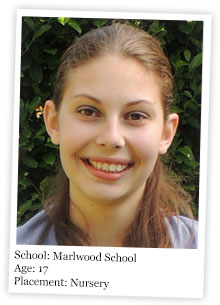 School: Marlwood School
Age: 17
Placement: Nursery